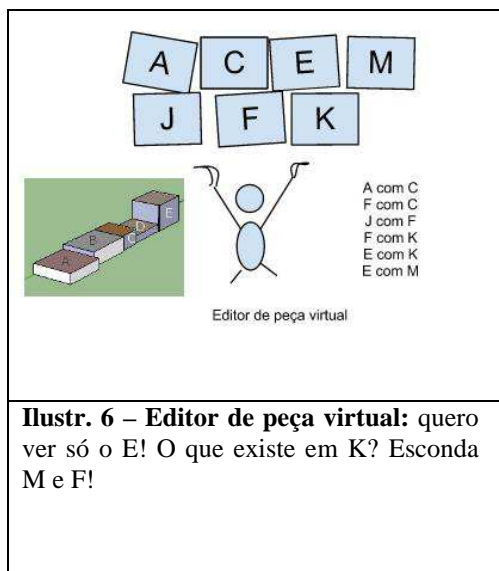 A C E M
J F K
A com C
F com C
J com F
F com K
E com K
E com M
A B C D E
Editor de peça virtual
Ilustr. 6 – Editor de peça virtual: quero
ver só o E! O que existe em K? Esconda
M e F!